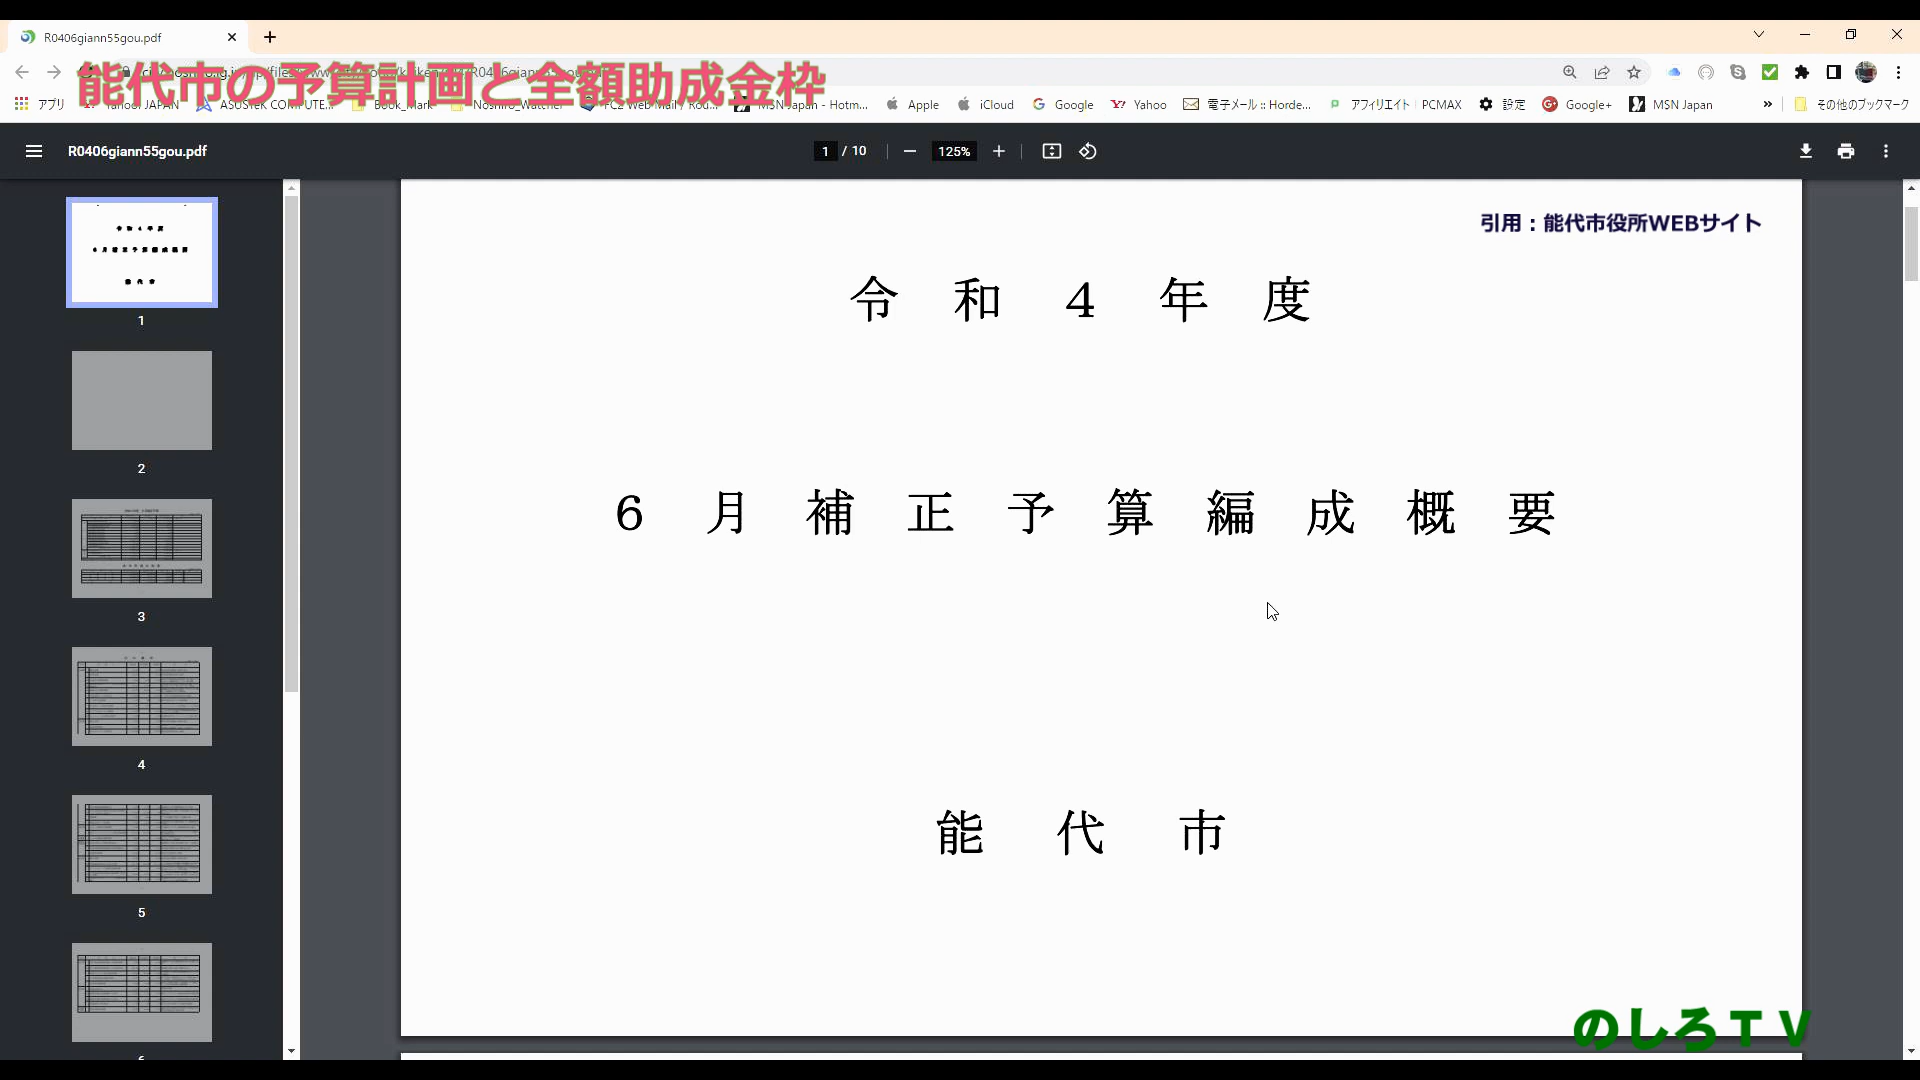 R0406giann55gou.pdf
能代市の予算計画と全額助成金枠
アプリ
Yahoo! JAPAN
ASUSTeK COMPUTE...
Book_Mark
Noshiro_Watcher
MSN Japan - Hotm...
Apple
iCloud
Google
Yahoo
電子メール :: Horde...
アフィリエイト | PCMAX
設定
Google+
MSN Japan
»
その他のブックマーク
R0406giann55gou.pdf
1 / 10
125%
引用：能代市役所WEBサイト
令和4年度
6月補正予算編成概要
能代市
1
2
3
4
5
のしろTV